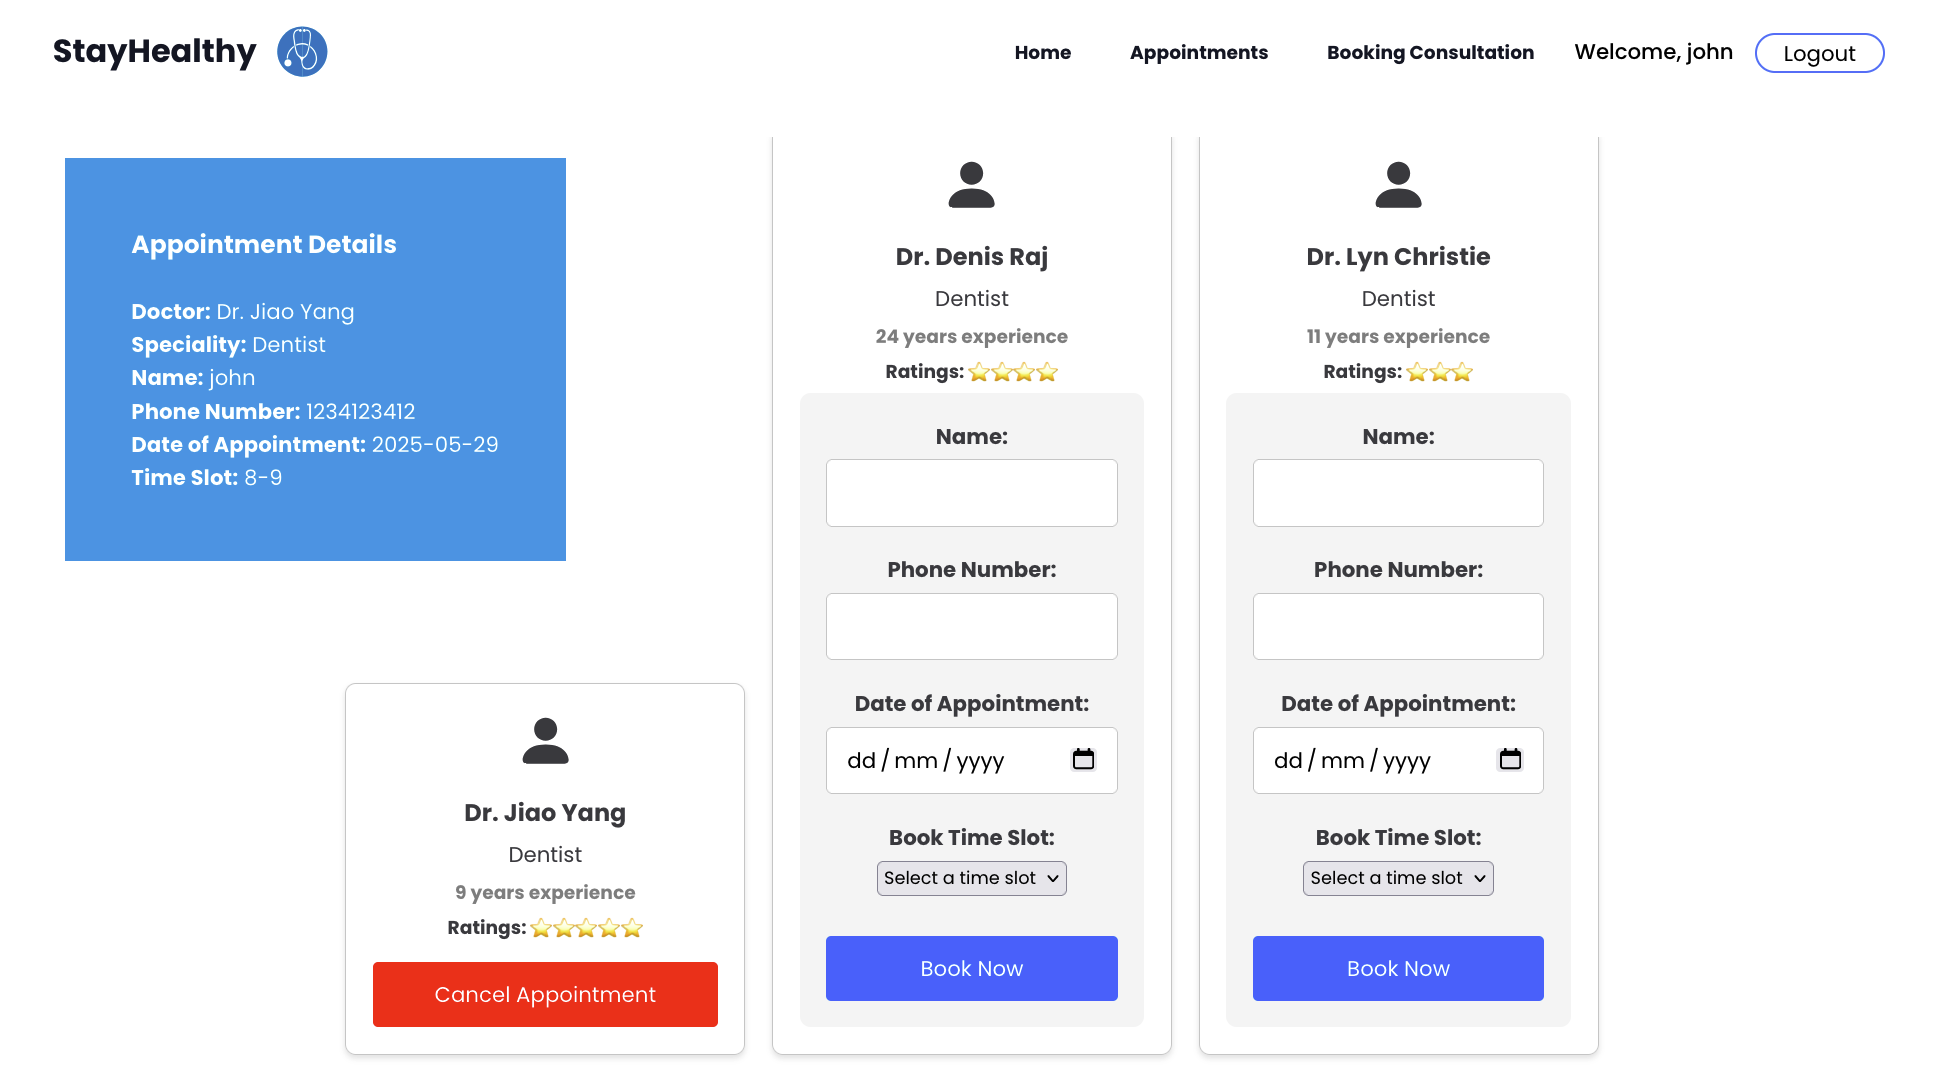 StayHealthy
Home
Appointments
Booking Consultation
Welcome, john
Logout
Appointment Details
Doctor: Dr. Jiao Yang
Speciality: Dentist
Name: john
Phone Number: 1234123412
Date of Appointment: 2025-05-29
Time Slot: 8-9
Dr. Jiao Yang
Dentist
9 years experience
Ratings: ⭐⭐⭐⭐⭐
Cancel Appointment
Dr. Denis Raj
Dentist
24 years experience
Ratings: ⭐⭐⭐⭐
Name:
Phone Number:
Date of Appointment:
dd/mm/yyyy
Book Time Slot:
Select a time slot
Book Now
Dr. Lyn Christie
Dentist
11 years experience
Ratings: ⭐⭐⭐
Name:
Phone Number:
Date of Appointment:
dd/mm/yyyy
Book Time Slot:
Select a time slot
Book Now